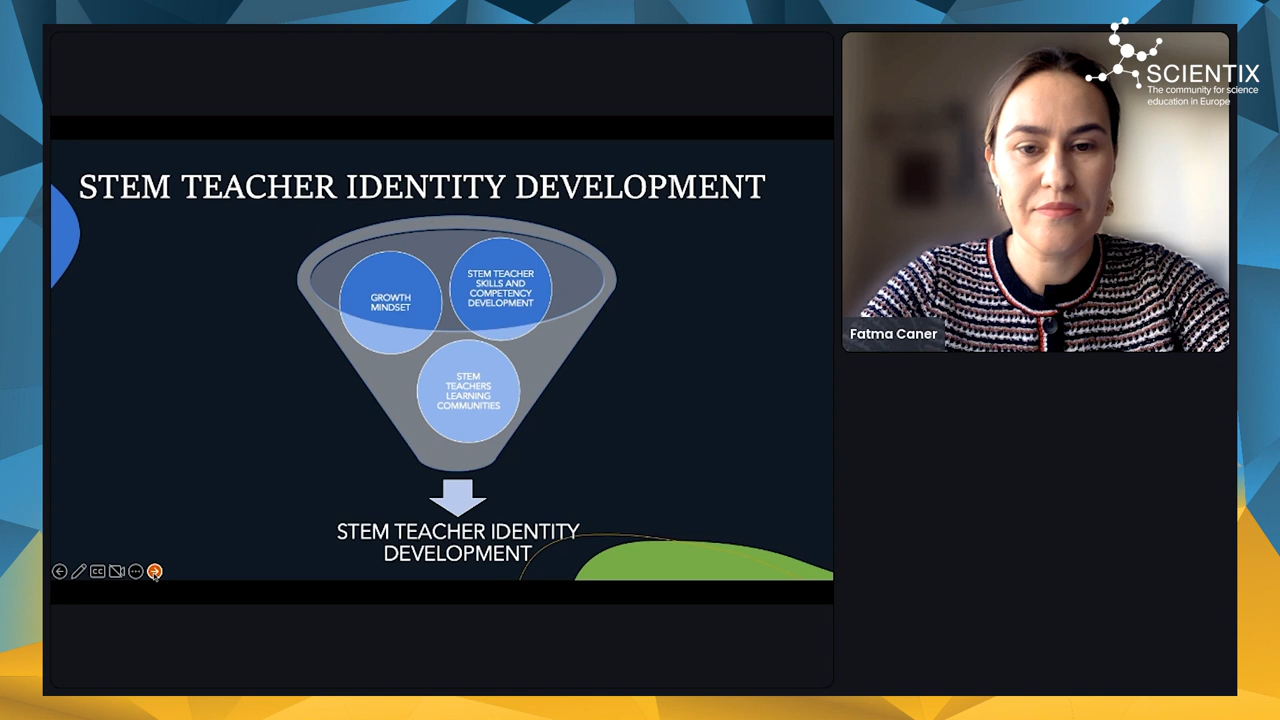 SCIENTIX
The community for science
education in Europe
STEM TEACHER IDENTITY DEVELOPMENT
GROWTH
MINDSET
STEM TEACHER
SKILLS AND
COMPETENCY
DEVELOPMENT
STEM
TEACHERS
LEARNING
COMMUNITIES
STEM TEACHER IDENTITY
DEVELOPMENT
CC
Fatma Caner